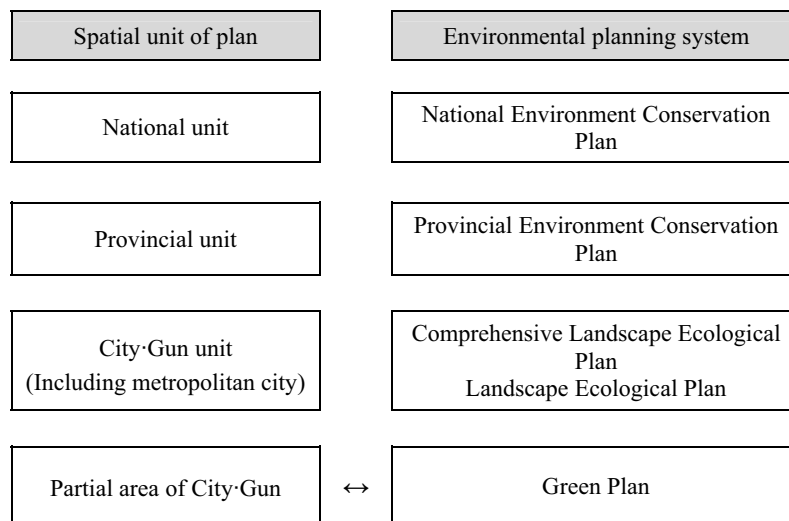 Spatial unit of plan
Environmental planning system
National unit
National Environment Conservation
Plan
Provincial unit
Provincial Environment Conservation
Plan
City·Gun unit
(Including metropolitan city)
Comprehensive Landscape Ecological
Plan
Landscape Ecological Plan
Partial area of City·Gun
↔
Green Plan